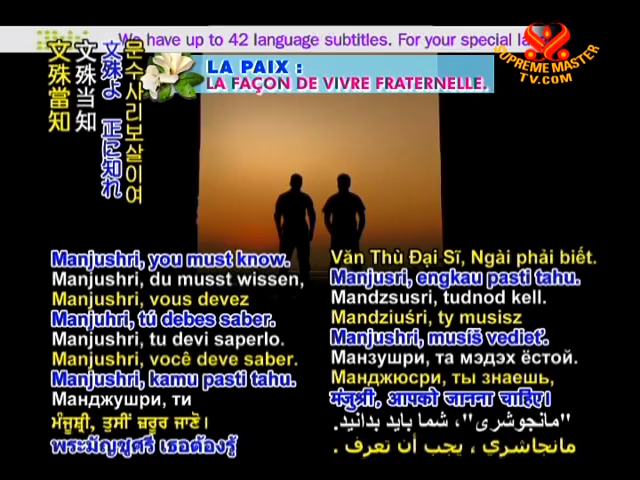 We have up to 42 language subtitles. For your special la
SUPREME MASTER
TV.COM
LA PAIX :
LA FAÇON DE VIVRE FRATERNELLE.
文殊當知
文殊当知
文殊よ 正に知れ
문수사리보살이여
Manjushri, you must know.
Manjushri, du musst wissen,
Manjushri, vous devez
Manjuhri, tú debes saber.
Manjushri, tu devi saperlo.
Manjushri, você deve saber.
Manjushri, kamu pasti tahu.
Манджушри, ти
ਮੰਜੂਸ਼੍ਰੀ, ਤੁਸੀਂ ਜ਼ਰੂਰ ਜਾਣੋ।
พระมัญชุศรี เธอต้องรู้
Văn Thù Đại Sĩ, Ngài phải biết.
Manjusri, engkau pasti tahu.
Mandzsusri, tudnod kell.
Mandziuśri, ty musisz
Manjushri, musíš vedieť.
Манзушри, та мэдэх ёстой.
Манджюсри, ты знаешь,
मंजुश्री, आपको जानना चाहिए।
"مانجوشری"، شما باید بدانید.
مانجاشري ، يجب أن تعرف .